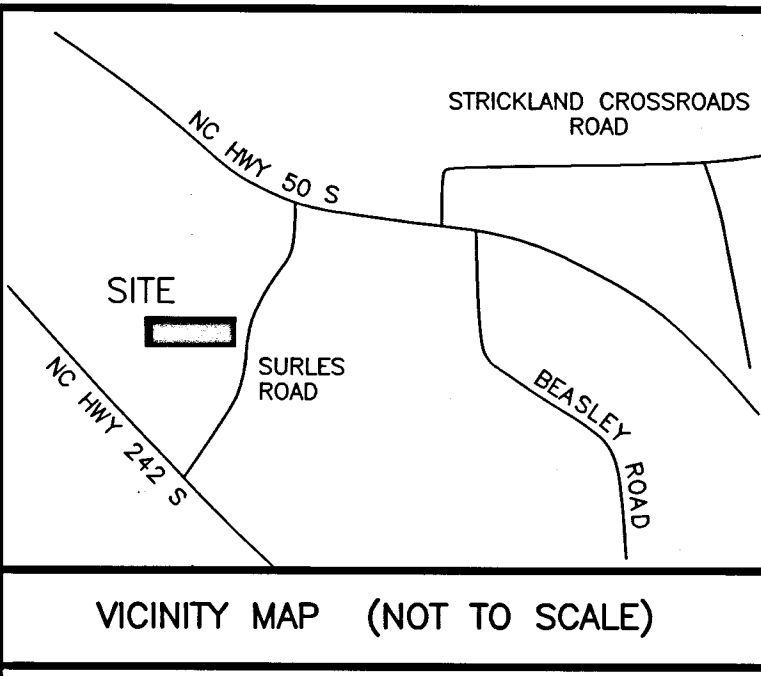 STRICKLAND CROSSROADS
ROAD
NC HWY 50 S
SITE
SURLES
ROAD
NC HWY 242 S
BEASLEY ROAD
VICINITY MAP (NOT TO SCALE)